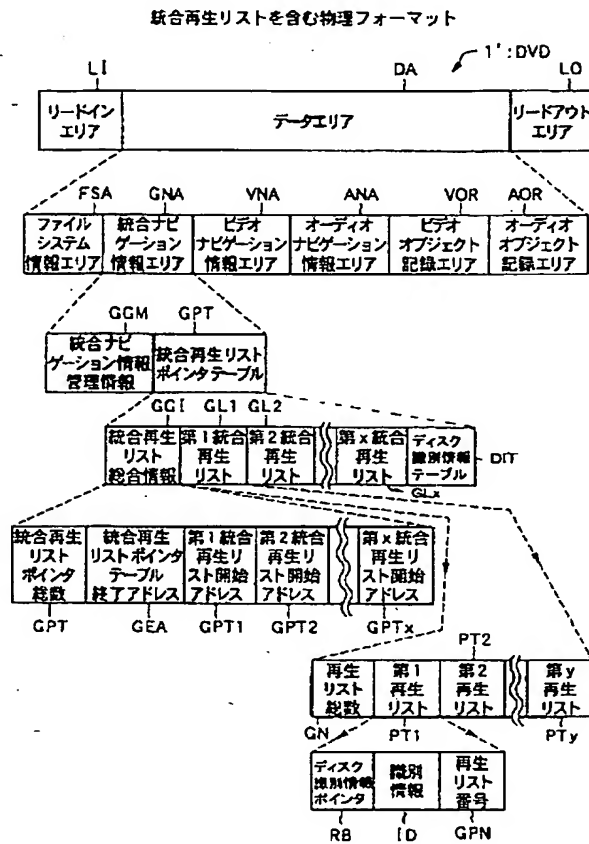 統合再生リストを含む物理フォーマット
1':DVD
LI
DA
LO
リードイン
エリア
データエリア
リードアウト
エリア
FSA
GNA
VNA
ANA
VOR
AOR
ファイル
システム
情報エリア
統合ナビ
ゲーション
情報エリア
ビデオ
ナビゲーション
情報エリア
オーディオ
ナビゲーション
情報エリア
ビデオ
オブジェクト
記録エリア
オーディオ
オブジェクト
記録エリア
GGM
GPT
統合ナビ
ゲーション情報
管理情報
統合再生リスト
ポインタテーブル
GGI
GL1
GL2
統合再生
リスト
総合情報
第1統合
再生
リスト
第2統合
再生
リスト
第x統合
再生
リスト
ディスク
識別情報
テーブル
DIT
GLx
統合再生
リスト
ポインタ
総数
統合再生
リストポインタ
テーブル
終了アドレス
第1統合
再生リ
スト開始
アドレス
第2統合
再生リ
スト開始
アドレス
第x統合
再生リ
スト開始
アドレス
GPT
GEA
GPT1
GPT2
GPTx
PT2
再生
リスト
総数
第1
再生
リスト
第2
再生
リスト
第y
再生
リスト
GN
PT1
PTy
ディスク
識別情報
ポインタ
識別
情報
再生
リスト
番号
RB
ID
GPN